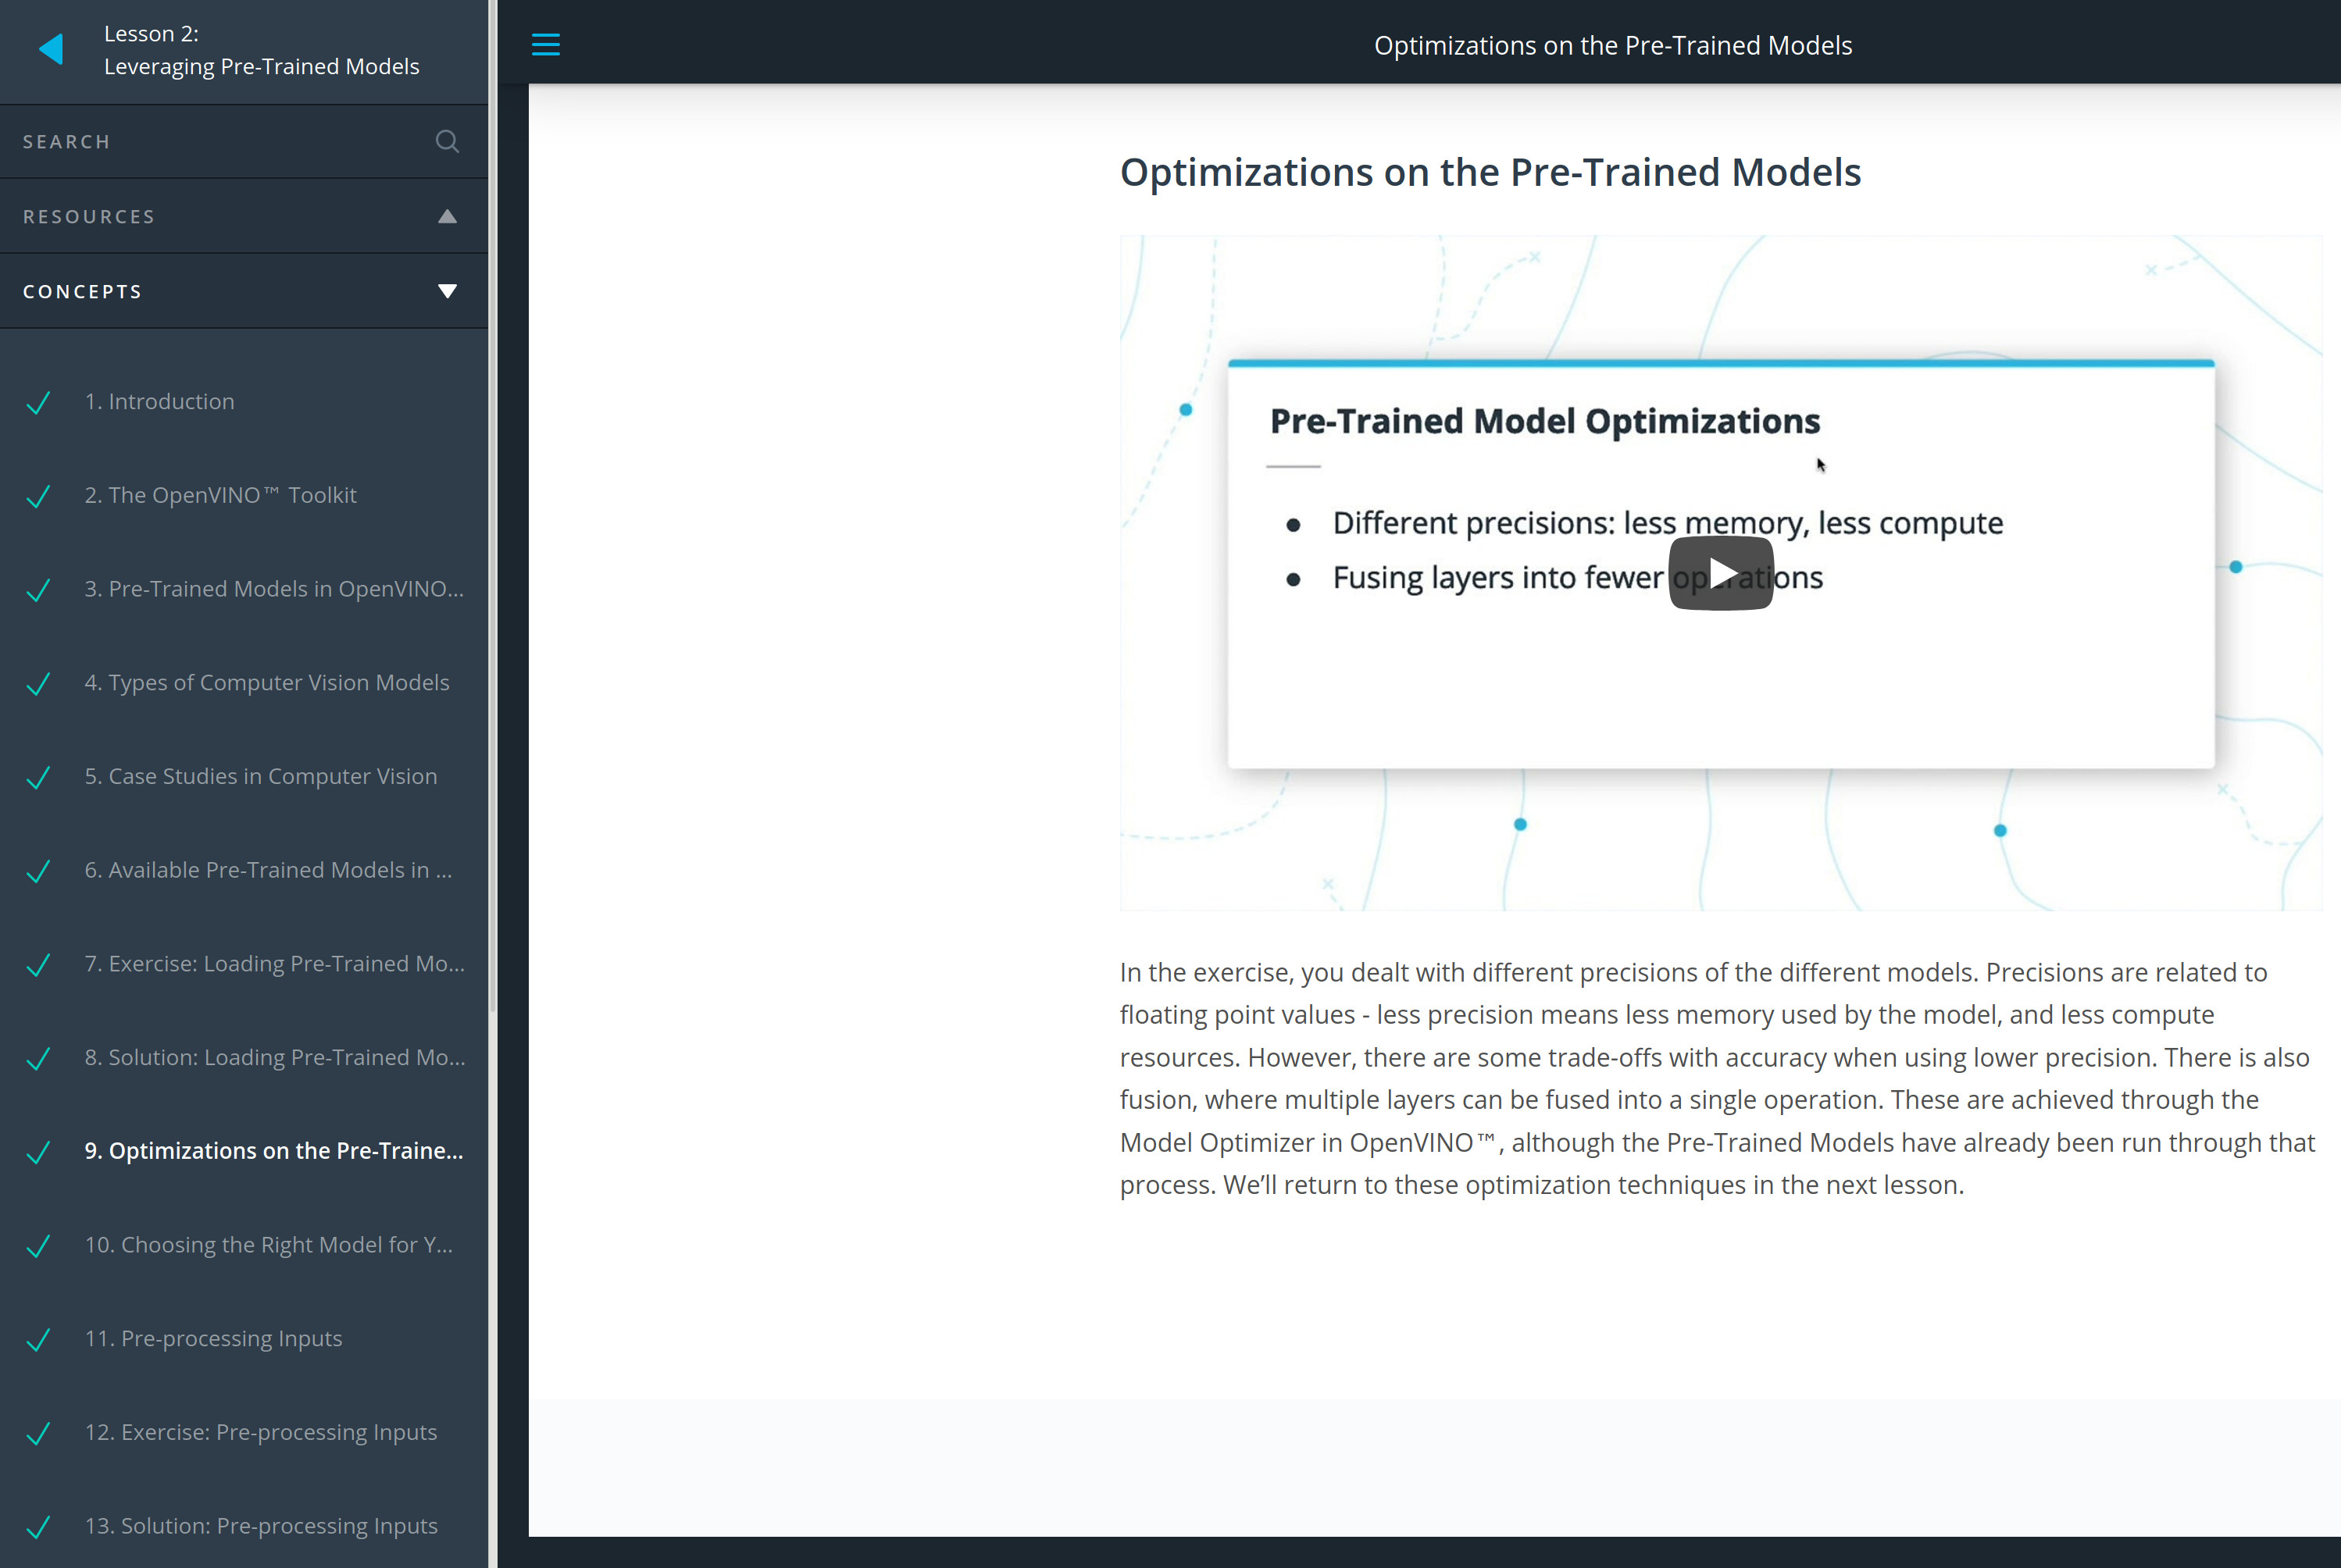 Lesson 2:
Leveraging Pre-Trained Models
SEARCH
RESOURCES
CONCEPTS
1. Introduction
2. The OpenVINO™ Toolkit
3. Pre-Trained Models in OpenVINO...
4. Types of Computer Vision Models
5. Case Studies in Computer Vision
6. Available Pre-Trained Models in ...
7. Exercise: Loading Pre-Trained Mo...
8. Solution: Loading Pre-Trained Mo...
9. Optimizations on the Pre-Traine...
10. Choosing the Right Model for Y...
11. Pre-processing Inputs
12. Exercise: Pre-processing Inputs
13. Solution: Pre-processing Inputs
Optimizations on the Pre-Trained Models
Optimizations on the Pre-Trained Models
Pre-Trained Model Optimizations
● Different precisions: less memory, less compute
● Fusing layers into fewer operations
In the exercise, you dealt with different precisions of the different models. Precisions are related to
floating point values - less precision means less memory used by the model, and less compute
resources. However, there are some trade-offs with accuracy when using lower precision. There is also
fusion, where multiple layers can be fused into a single operation. These are achieved through the
Model Optimizer in OpenVINO™, although the Pre-Trained Models have already been run through that
process. We’ll return to these optimization techniques in the next lesson.